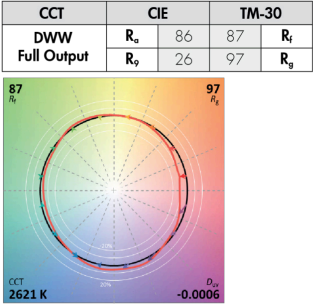 CCT CIE TM-30
DWW Full Output Ra 86 87 Rf
R9 26 97 Rg
87 97
Rf Rg
-20%
20%
CCT Duv
2621 K -0.0006